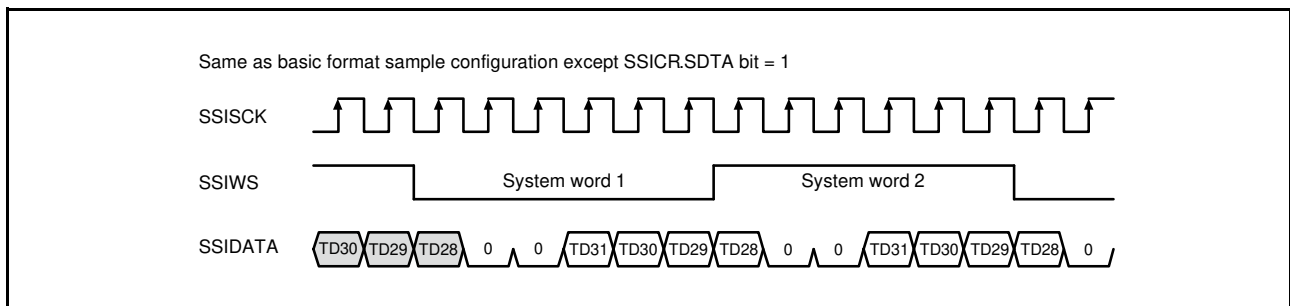 Same as basic format sample configuration except SSICR.SDTA bit = 1
SSISCK
SSIWS System word 1 System word 2
SSIDATA TD30 TD29 TD28 0 0 TD31 TD30 TD29 TD28 0 0 TD31 TD30 TD29 TD28 0